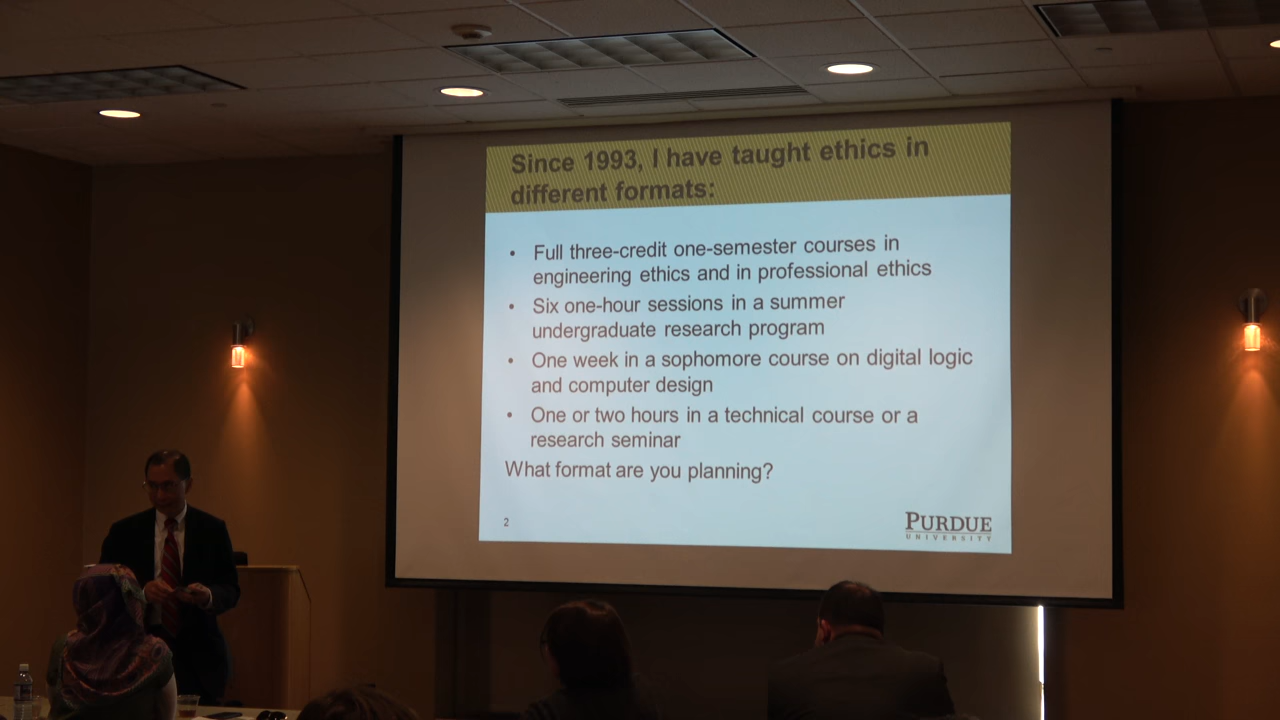 Since 1993, I have taught ethics in
different formats:
• Full three-credit one-semester courses in
engineering ethics and in professional ethics
• Six one-hour sessions in a summer
undergraduate research program
• One week in a sophomore course on digital logic
and computer design
• One or two hours in a technical course or a
research seminar
What format are you planning?
2
PURDUE
UNIVERSITY